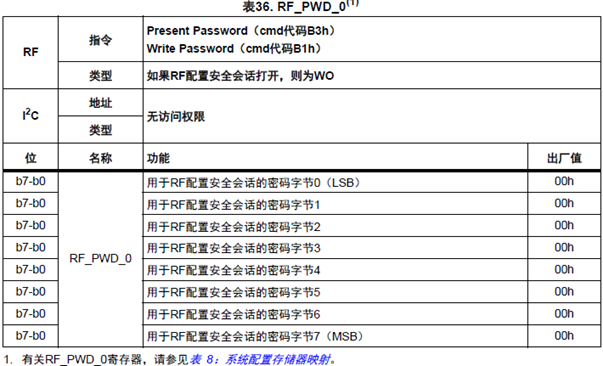 表36. RF_PWD_0(1)
RF 指令 Present Password（cmd代码B3h）
Write Password（cmd代码B1h）
类型 如果RF配置安全会话打开，则为WO
I2C 地址 无访问权限
类型
位 名称 功能 出厂值
b7-b0 用于RF配置安全会话的密码字节0（LSB） 00h
b7-b0 用于RF配置安全会话的密码字节1 00h
b7-b0 用于RF配置安全会话的密码字节2 00h
b7-b0 用于RF配置安全会话的密码字节3 00h
RF_PWD_0
b7-b0 用于RF配置安全会话的密码字节4 00h
b7-b0 用于RF配置安全会话的密码字节5 00h
b7-b0 用于RF配置安全会话的密码字节6 00h
b7-b0 用于RF配置安全会话的密码字节7（MSB） 00h
1. 有关RF_PWD_0寄存器，请参见表 8：系统配置存储器映射。